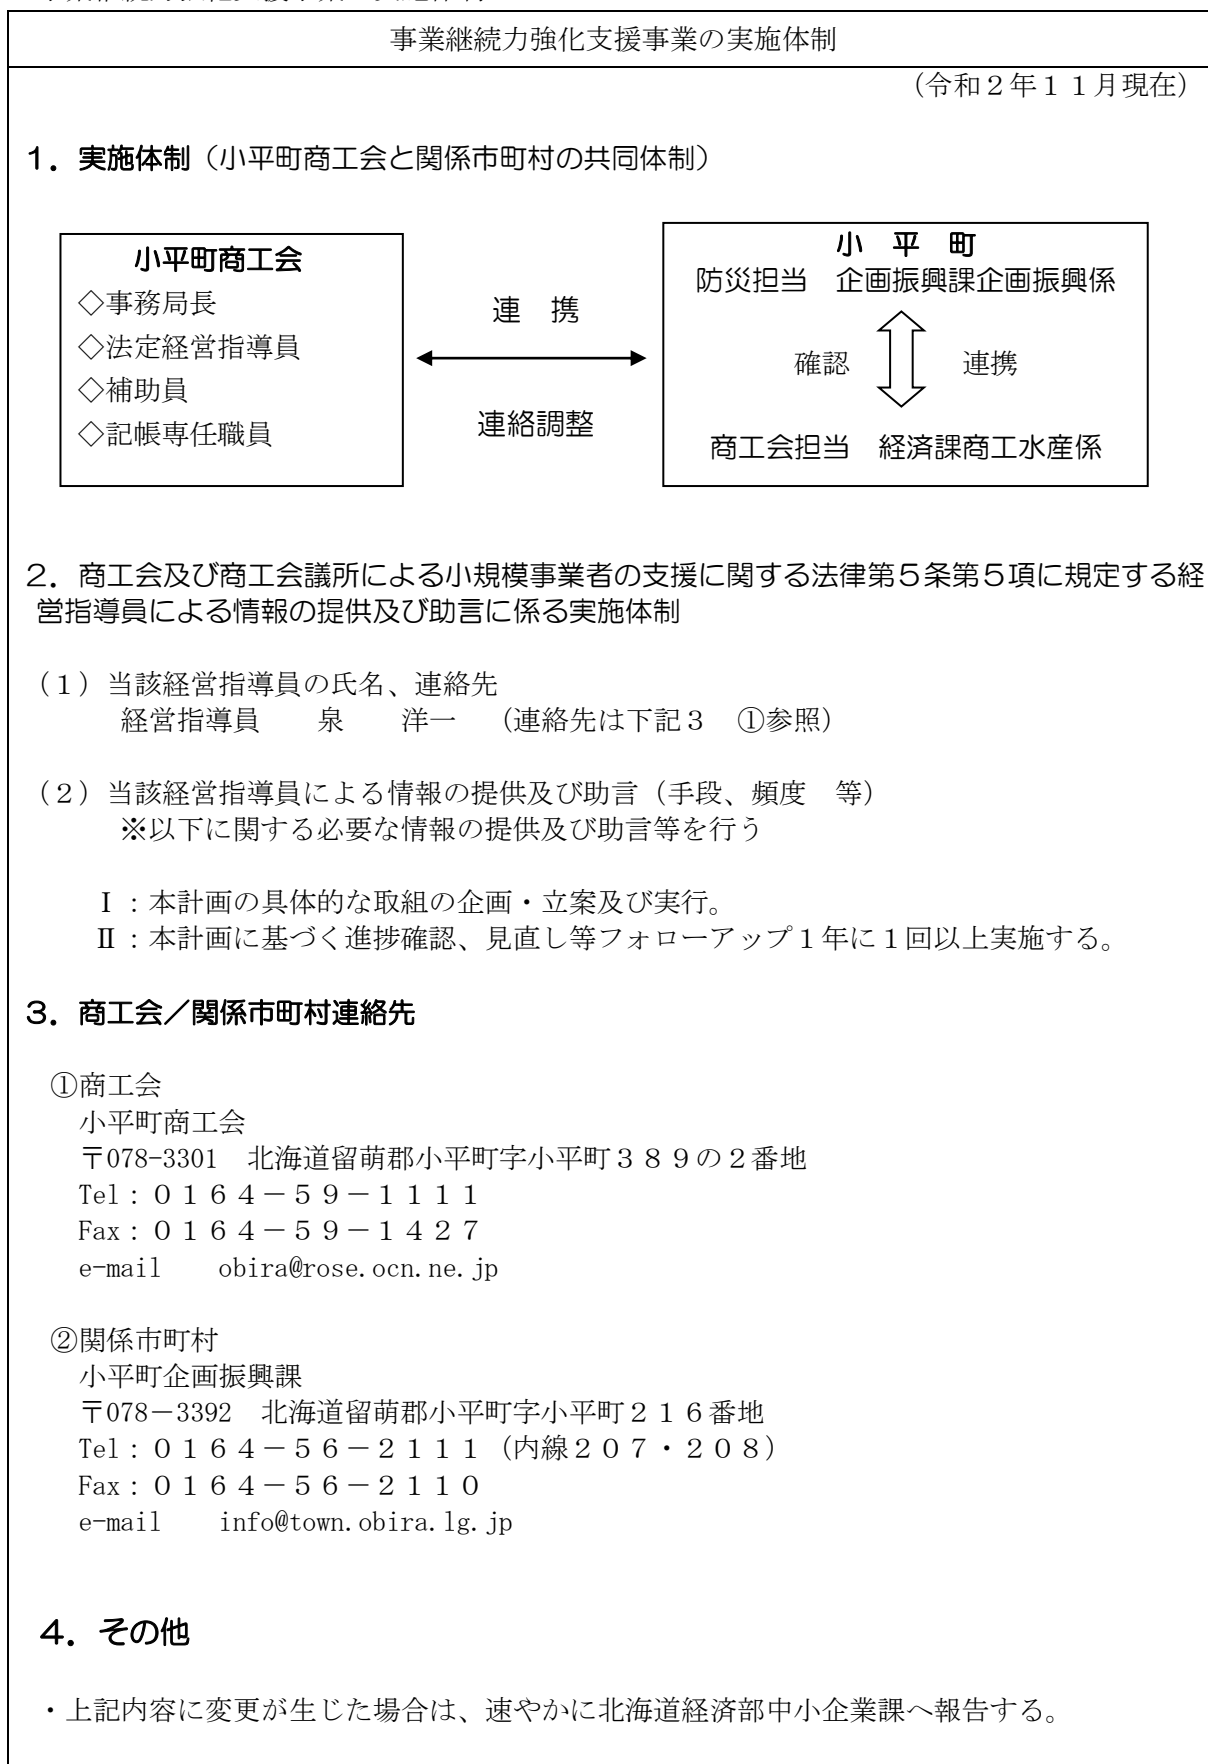 事業継続力強化支援事業の実施体制
（令和２年１１月現在）
１．実施体制（小平町商工会と関係市町村の共同体制）
小平町商工会
◇事務局長
◇法定経営指導員
◇補助員
◇記帳専任職員
連　携
連絡調整
小　平　町
防災担当　企画振興課企画振興係
確認　連携
商工会担当　経済課商工水産係
２．商工会及び商工会議所による小規模事業者の支援に関する法律第５条第５項に規定する経
営指導員による情報の提供及び助言に係る実施体制
（１）当該経営指導員の氏名、連絡先
経営指導員　　泉　　洋一　（連絡先は下記３　①参照）
（２）当該経営指導員による情報の提供及び助言（手段、頻度　等）
※以下に関する必要な情報の提供及び助言等を行う
Ⅰ：本計画の具体的な取組の企画・立案及び実行。
Ⅱ：本計画に基づく進捗確認、見直し等フォローアップ１年に１回以上実施する。
３．商工会／関係市町村連絡先
①商工会
小平町商工会
〒078-3301　北海道留萌郡小平町字小平町３８９の２番地
Tel：０１６４－５９－１１１１
Fax：０１６４－５９－１４２７
e-mail　　obira@rose.ocn.ne.jp
②関係市町村
小平町企画振興課
〒078－3392　北海道留萌郡小平町字小平町２１６番地
Tel：０１６４－５６－２１１１（内線２０７・２０８）
Fax：０１６４－５６－２１１０
e-mail　　info@town.obira.lg.jp
４．その他
・上記内容に変更が生じた場合は、速やかに北海道経済部中小企業課へ報告する。